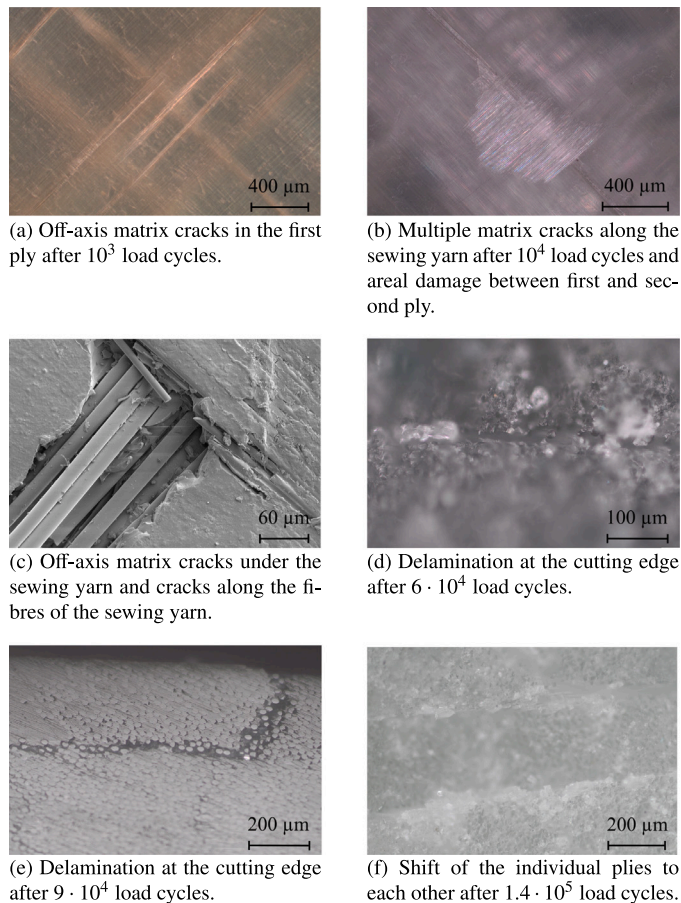 400 µm
400 µm
(a) Off-axis matrix cracks in the first
ply after 10³ load cycles.
(b) Multiple matrix cracks along the
sewing yarn after 10⁴ load cycles and
areal damage between first and sec-
ond ply.
60 µm
100 µm
(c) Off-axis matrix cracks under the
sewing yarn and cracks along the fi-
bres of the sewing yarn.
(d) Delamination at the cutting edge
after 6 · 10⁴ load cycles.
200 µm
200 µm
(e) Delamination at the cutting edge
after 9 · 10⁴ load cycles.
(f) Shift of the individual plies to
each other after 1.4 · 10⁵ load cycles.